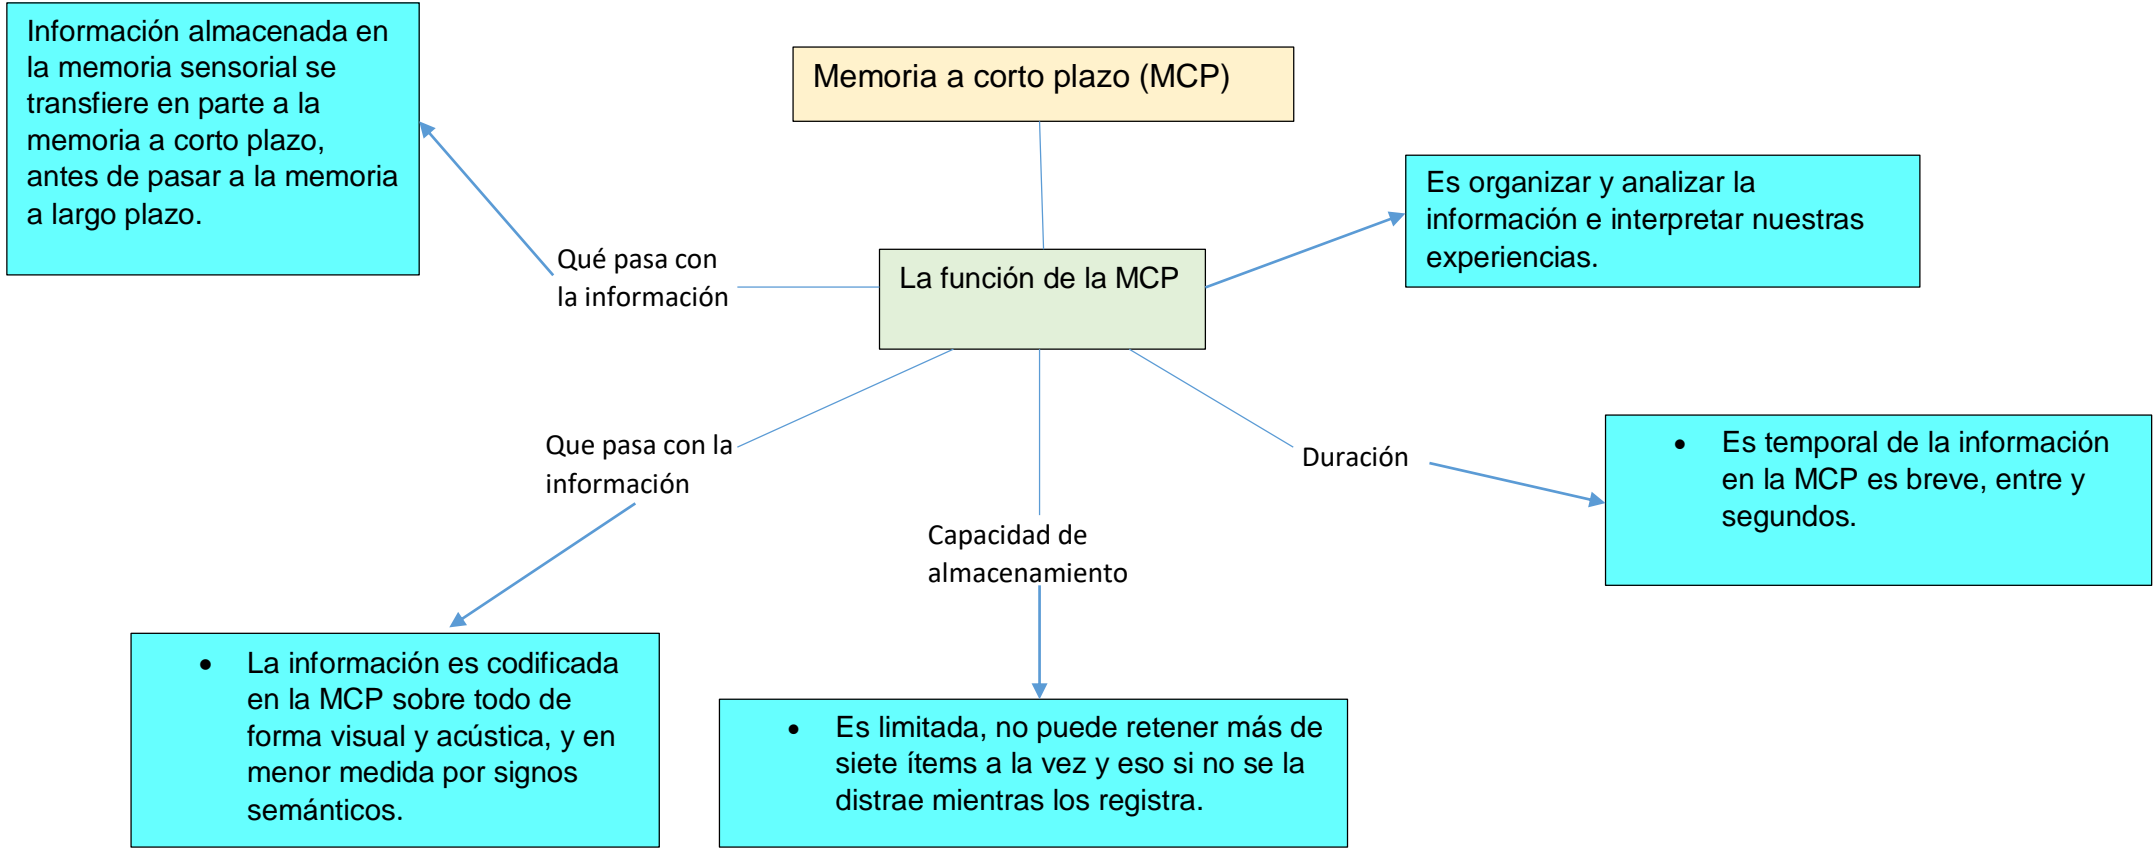 Información almacenada en
la memoria sensorial se
transfiere en parte a la
memoria a corto plazo,
antes de pasar a la memoria
a largo plazo.
Memoria a corto plazo (MCP)
Es organizar y analizar la
información e interpretar nuestras
experiencias.
Qué pasa con
la información
La función de la MCP
Que pasa con la
información
Duración
• Es temporal de la información
en la MCP es breve, entre y
segundos.
Capacidad de
almacenamiento
• La información es codificada
en la MCP sobre todo de
forma visual y acústica, y en
menor medida por signos
semánticos.
• Es limitada, no puede retener más de
siete ítems a la vez y eso si no se la
distrae mientras los registra.